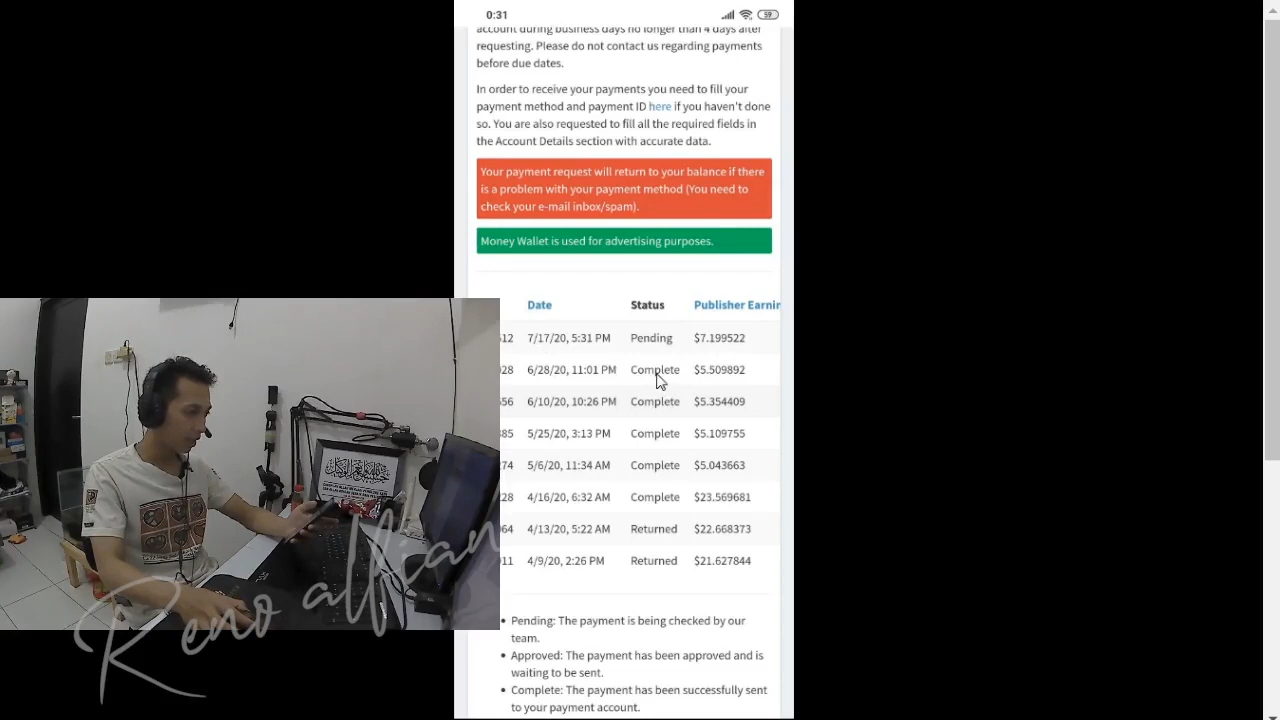 0:31
59
account during business days no longer than 4 days after
requesting. Please do not contact us regarding payments
before due dates.
In order to receive your payments you need to fill your
payment method and payment ID here if you haven't done
so. You are also requested to fill all the required fields in
the Account Details section with accurate data.
Your payment request will return to your balance if there
is a problem with your payment method (You need to
check your e-mail inbox/spam).
Money Wallet is used for advertising purposes.
Date Status Publisher Earnin
512 7/17/20, 5:31 PM Pending $7.199522
028 6/28/20, 11:01 PM Complete $5.509892
556 6/10/20, 10:26 PM Complete $5.354409
385 5/25/20, 3:13 PM Complete $5.109755
274 5/6/20, 11:34 AM Complete $5.043663
28 4/16/20, 6:32 AM Complete $23.569681
064 4/13/20, 5:22 AM Returned $22.668373
011 4/9/20, 2:26 PM Returned $21.627844
Reno alfian
• Pending: The payment is being checked by our
team.
• Approved: The payment has been approved and is
waiting to be sent.
• Complete: The payment has been successfully sent
to your payment account.